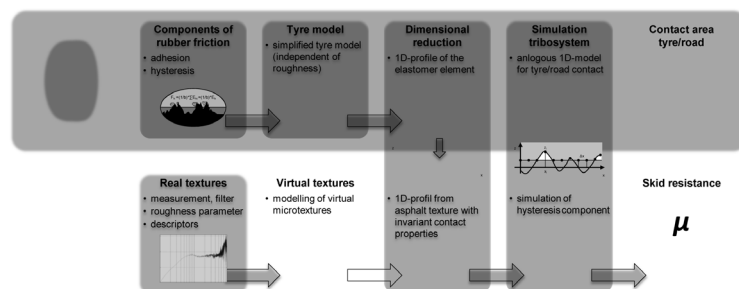 Components of
rubber friction
• adhesion
• hysteresis
Tyre model
• simplified tyre model
(independent of
roughness)
Dimensional
reduction
• 1D-profile of the
elastomer element
Simulation
tribosystem
• anlogous 1D-model
for tyre/road contact
Contact area
tyre/road
Real textures
• measurement, filter
• roughness parameter
• descriptors
Virtual textures
• modelling of virtual
microtextures
• 1D-profil from
asphalt texture with
invariant contact
properties
• simulation of
hysteresis component
Skid resistance
μ